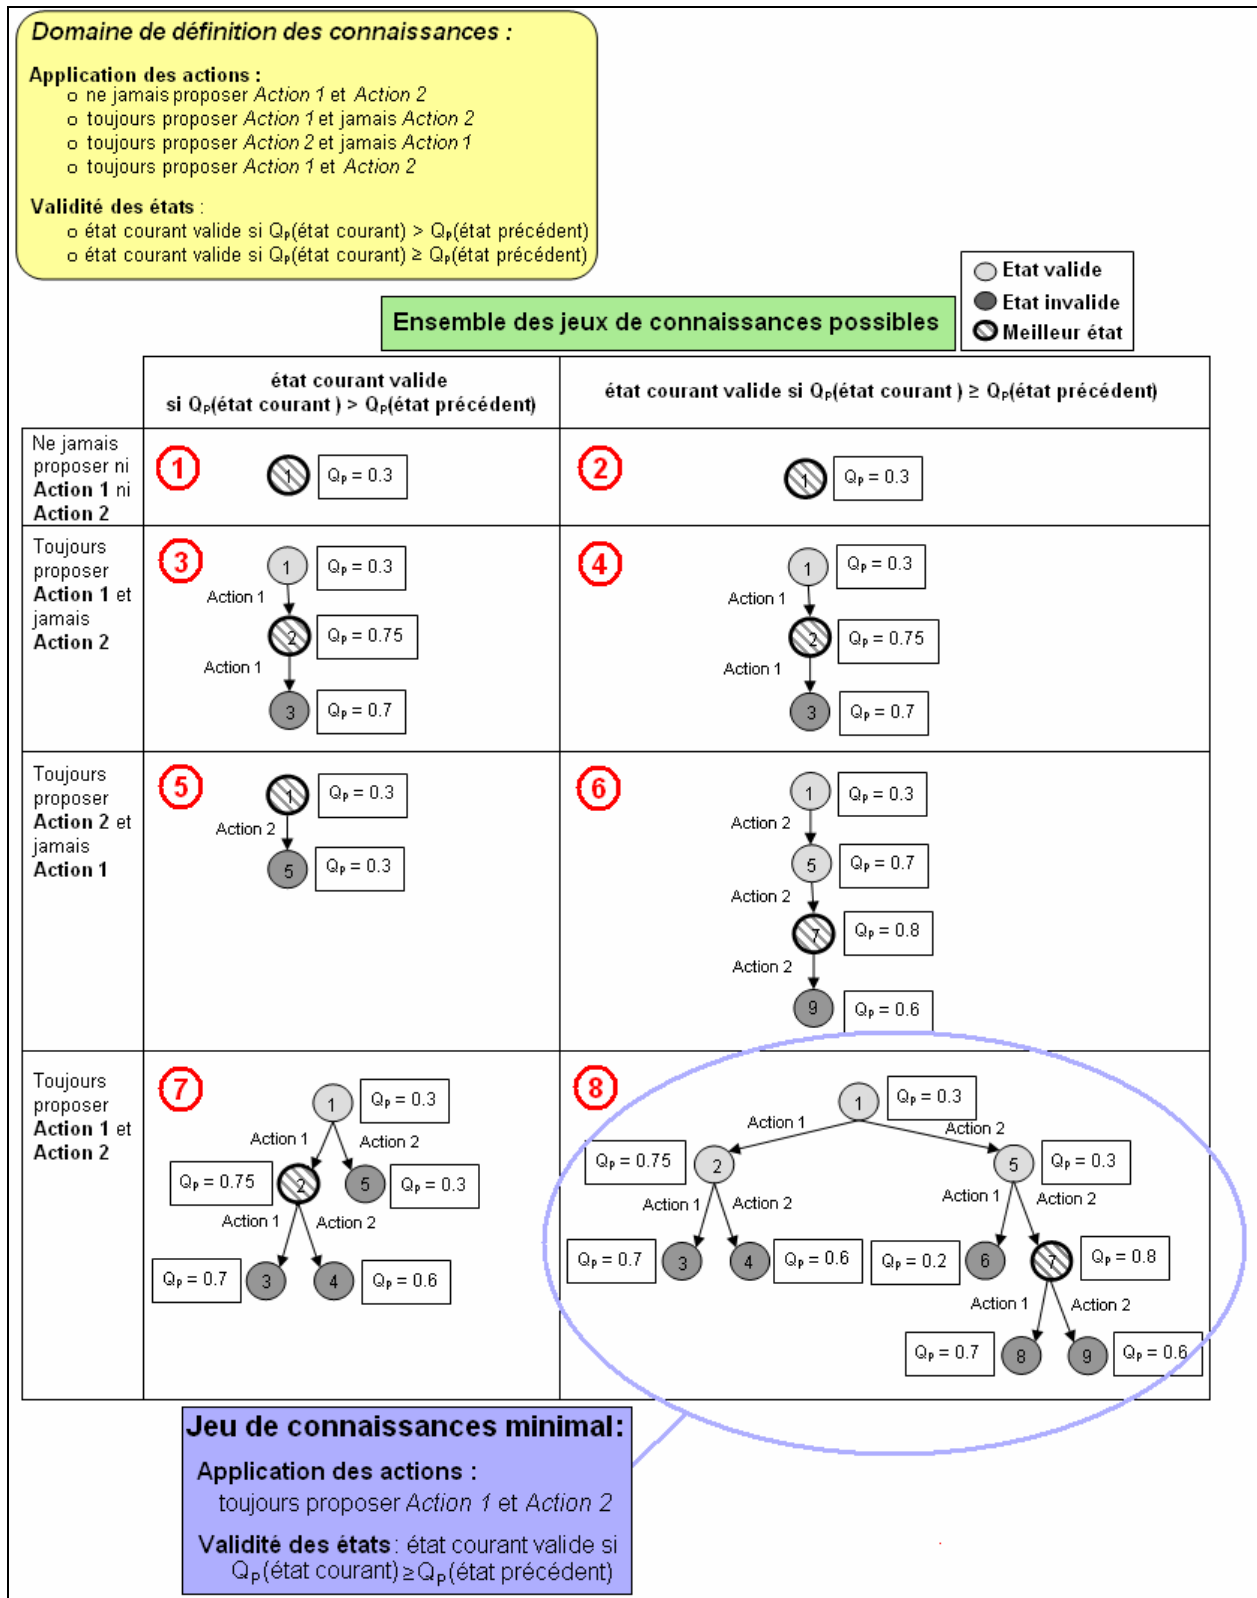 Domaine de définition des connaissances :
Application des actions :
o ne jamais proposer Action 1 et Action 2
o toujours proposer Action 1 et jamais Action 2
o toujours proposer Action 2 et jamais Action 1
o toujours proposer Action 1 et Action 2
Validité des états :
o état courant valide si Qₚ(état courant) > Qₚ(état précédent)
o état courant valide si Qₚ(état courant) ≥ Qₚ(état précédent)
Etat valide
Etat invalide
Meilleur état
Ensemble des jeux de connaissances possibles
état courant valide
si Qₚ(état courant ) > Qₚ(état précédent)
état courant valide si Qₚ(état courant ) ≥ Qₚ(état précédent)
Ne jamais
proposer ni
Action 1 ni
Action 2
1
1
Qₚ = 0.3
2
1
Qₚ = 0.3
Toujours
proposer
Action 1 et
jamais
Action 2
3
1
Qₚ = 0.3
Action 1
2
Qₚ = 0.75
Action 1
3
Qₚ = 0.7
4
1
Qₚ = 0.3
Action 1
2
Qₚ = 0.75
Action 1
3
Qₚ = 0.7
Toujours
proposer
Action 2 et
jamais
Action 1
5
1
Qₚ = 0.3
Action 2
5
Qₚ = 0.3
6
1
Qₚ = 0.3
Action 2
5
Qₚ = 0.7
Action 2
7
Qₚ = 0.8
Action 2
9
Qₚ = 0.6
Toujours
proposer
Action 1 et
Action 2
7
1
Qₚ = 0.3
Action 1
Action 2
Qₚ = 0.75
2
5
Qₚ = 0.3
Action 1
Action 2
Qₚ = 0.7
3
4
Qₚ = 0.6
8
1
Qₚ = 0.3
Action 1
Action 2
Qₚ = 0.75
2
5
Qₚ = 0.3
Action 1
Action 2
Action 1
Action 2
Qₚ = 0.7
3
4
Qₚ = 0.6
Qₚ = 0.2
6
7
Qₚ = 0.8
Action 1
Action 2
Qₚ = 0.7
8
9
Qₚ = 0.6
Jeu de connaissances minimal:
Application des actions :
toujours proposer Action 1 et Action 2
Validité des états : état courant valide si
Qₚ(état courant) ≥ Qₚ(état précédent)